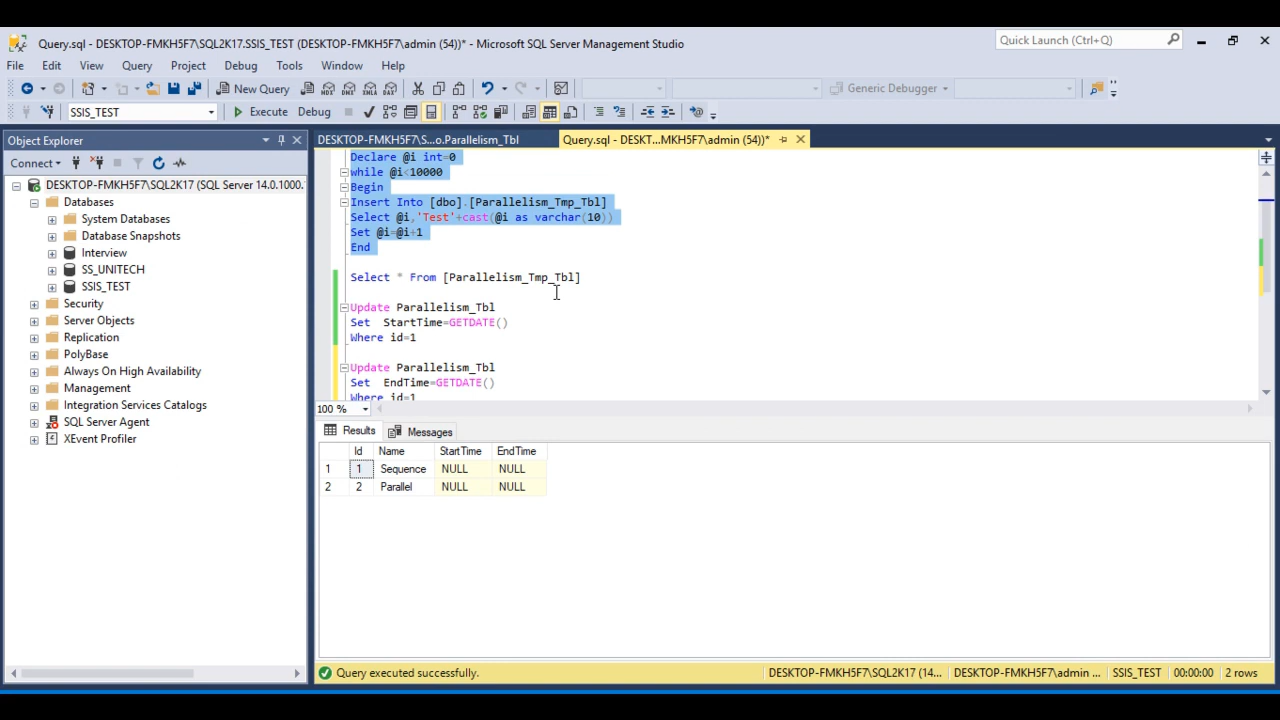 Query.sql - DESKTOP-FMKH5F7\SQL2K17.SSIS_TEST (DESKTOP-FMKH5F7\admin (54))* - Microsoft SQL Server Management Studio
Quick Launch (Ctrl+Q)
File Edit View Query Project Debug Tools Window Help
New Query
MDX DMX XMLA DAX
Generic Debugger
SSIS_TEST
Execute Debug
Object Explorer
DESKTOP-FMKH5F7\S...o.Parallelism_Tbl
Query.sql - DESKT...MKH5F7\admin (54))*
Connect
DESKTOP-FMKH5F7\SQL2K17 (SQL Server 14.0.1000.
Databases
System Databases
Database Snapshots
Interview
SS_UNITECH
SSIS_TEST
Security
Server Objects
Replication
PolyBase
Always On High Availability
Management
Integration Services Catalogs
SQL Server Agent
XEvent Profiler
Declare @i int=0
while @i<10000
Begin
Insert Into [dbo].[Parallelism_Tmp_Tbl]
Select @i,'Test'+cast(@i as varchar(10))
Set @i=@i+1
End
Select * From [Parallelism_Tmp_Tbl]
Update Parallelism_Tbl
Set StartTime=GETDATE()
Where id=1
Update Parallelism_Tbl
Set EndTime=GETDATE()
Where id=1
100 %
Results Messages
Id Name StartTime EndTime
1 1 Sequence NULL NULL
2 2 Parallel NULL NULL
Query executed successfully.
DESKTOP-FMKH5F7\SQL2K17 (14... DESKTOP-FMKH5F7\admin ... SSIS_TEST 00:00:00 2 rows